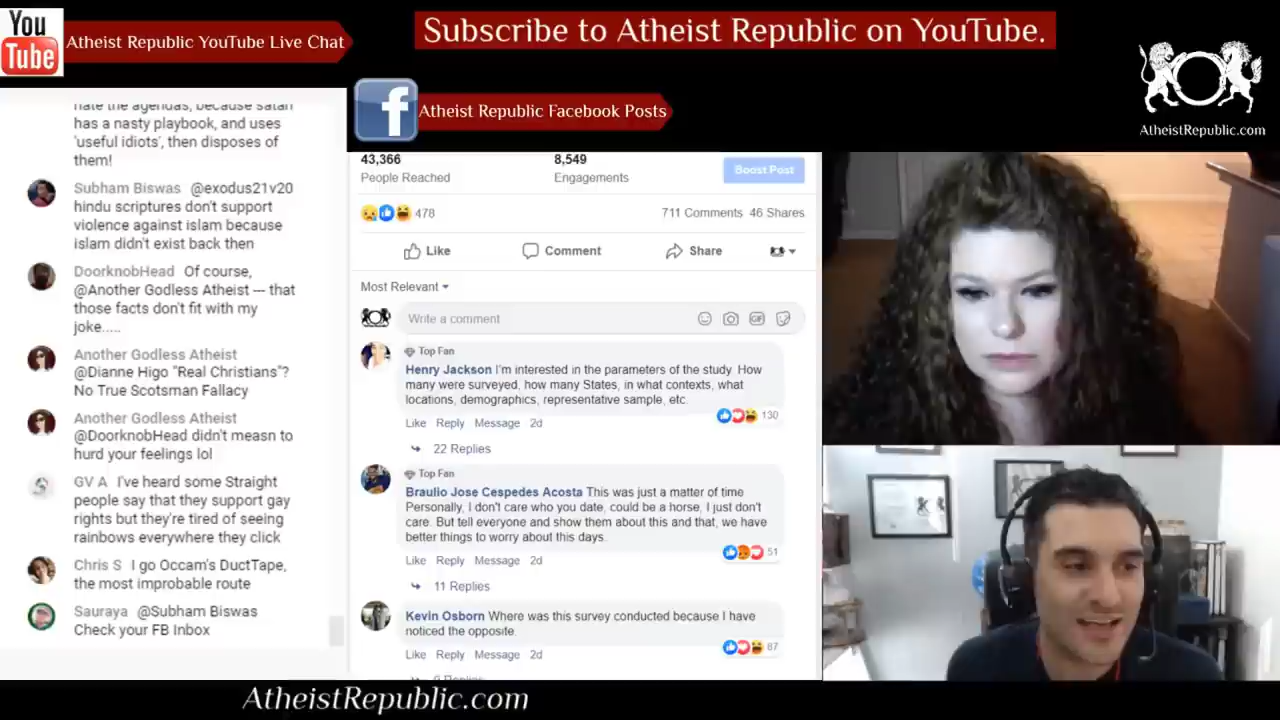 You
Tube
Atheist Republic YouTube Live Chat
Subscribe to Atheist Republic on YouTube.
AtheistRepublic.com
Atheist Republic Facebook Posts
hate the agendas, because satan
has a nasty playbook, and uses
'useful idiots', then disposes of
them!
Subham Biswas @exodus21v20
hindu scriptures don't support
violence against islam because
islam didn't exist back then
DoorknobHead Of course,
@Another Godless Atheist --- that
those facts don't fit with my
joke.....
Another Godless Atheist
@Dianne Higo "Real Christians"?
No True Scotsman Fallacy
Another Godless Atheist
@DoorknobHead didn't measn to
hurd your feelings lol
GV A I've heard some Straight
people say that they support gay
rights but they're tired of seeing
rainbows everywhere they click
Chris S I go Occam's DuctTape,
the most improbable route
Sauraya @Subham Biswas
Check your FB Inbox
43,366 8,549
People Reached Engagements Boost Post
478 711 Comments 46 Shares
Like Comment Share
Most Relevant
Write a comment GIF
Top Fan
Henry Jackson I'm interested in the parameters of the study. How
many were surveyed, how many States, in what contexts, what
locations, demographics, representative sample, etc.
130
Like Reply Message 2d
22 Replies
Top Fan
Braulio Jose Cespedes Acosta This was just a matter of time
Personally, I don't care who you date, could be a horse, I just don't
care. But tell everyone and show them about this and that, we have
better things to worry about this days.
51
Like Reply Message 2d
11 Replies
Kevin Osborn Where was this survey conducted because I have
noticed the opposite.
87
Like Reply Message 2d
Replies
AtheistRepublic.com